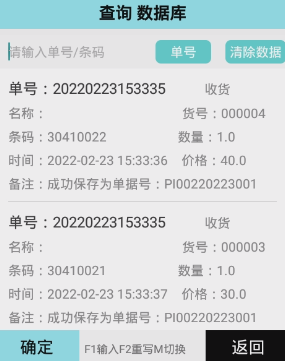 查询 数据库
请输入单号/条码 单号 清除数据
单号：20220223153335 收货
名称： 货号：000004
条码：30410022 数量：1.0
时间：2022-02-23 15:33:36 价格：40.0
备注：成功保存为单据号：PI00220223001
单号：20220223153335 收货
名称： 货号：000003
条码：30410021 数量：1.0
时间：2022-02-23 15:33:37 价格：30.0
备注：成功保存为单据号：PI00220223001
确定 F1输入F2重写M切换 返回